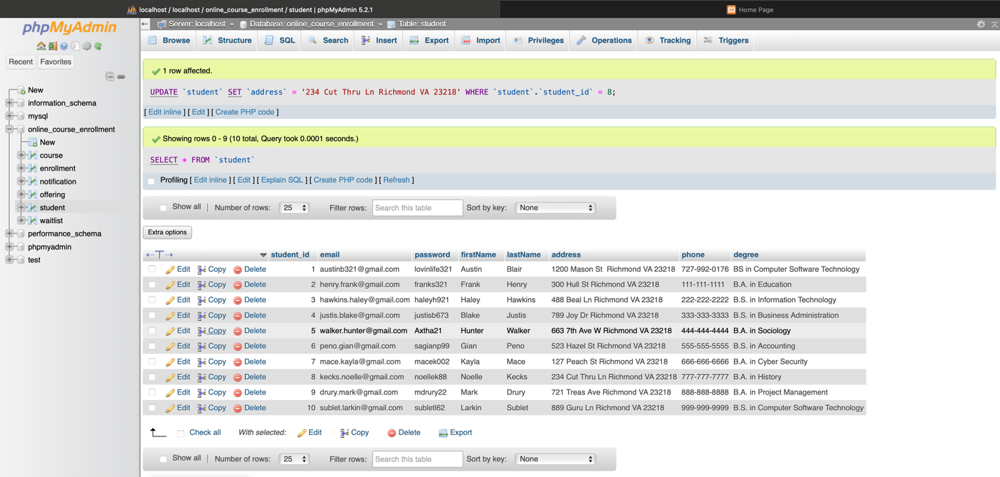 localhost / localhost / online_course_enrollment / student | phpMyAdmin 5.2.1
Home Page
phpMyAdmin
Recent Favorites
New
information_schema
mysql
online_course_enrollment
New
course
enrollment
notification
offering
student
waitlist
performance_schema
phpmyadmin
test
Server: localhost » Database: online_course_enrollment » Table: student
Browse Structure SQL Search Insert Export Import Privileges Operations Tracking Triggers
1 row affected.
UPDATE `student` SET `address` = '234 Cut Thru Ln Richmond VA 23218' WHERE `student`.`student_id` = 8;
[ Edit inline ] [ Edit ] [ Create PHP code ]
Showing rows 0 - 9 (10 total, Query took 0.0001 seconds.)
SELECT * FROM `student`
Profiling [ Edit inline ] [ Edit ] [ Explain SQL ] [ Create PHP code ] [ Refresh ]
Show all | Number of rows: 25 Filter rows: Search this table Sort by key: None
Extra options
←T→ student_id email password firstName lastName address phone degree
Edit Copy Delete 1 austinb321@gmail.com lovinlife321 Austin Blair 1200 Mason St  Richmond VA 23218 727-992-0176 BS in Computer Software Technology
Edit Copy Delete 2 henry.frank@gmail.com franks321 Frank Henry 300 Hull St Richmond VA 23218 111-111-1111 B.A. in Education
Edit Copy Delete 3 hawkins.haley@gmail.com haleyh921 Haley Hawkins 488 Beal Ln Richmond VA 23218 222-222-2222 B.S. in Information Technology
Edit Copy Delete 4 justis.blake@gmail.com justisb673 Blake Justis 789 Joy Dr Richmond VA 23218 333-333-3333 B.S. in Business Administration
Edit Copy Delete 5 walker.hunter@gmail.com Axtha21 Hunter Walker 663 7th Ave W Richmond VA 23218 444-444-4444 B.A. in Sociology
Edit Copy Delete 6 peno.gian@gmail.com sagianp99 Gian Peno 523 Hazel St Richmond VA 23218 555-555-5555 B.S. in Accounting
Edit Copy Delete 7 mace.kayla@gmail.com macek002 Kayla Mace 127 Peach St Richmond VA 23218 666-666-6666 B.A. in Cyber Security
Edit Copy Delete 8 kecks.noelle@gmail.com noellek88 Noelle Kecks 234 Cut Thru Ln Richmond VA 23218 777-777-7777 B.A. in History
Edit Copy Delete 9 drury.mark@gmail.com mdrury22 Mark Drury 721 Treas Ave Richmond VA 23218 888-888-8888 B.A. in Project Management
Edit Copy Delete 10 sublet.larkin@gmail.com subletl62 Larkin Sublet 889 Guru Ln Richmond VA 23218 999-999-9999 B.S. in Computer Software Technology
Check all With selected: Edit Copy Delete Export
Show all | Number of rows: 25 Filter rows: Search this table Sort by key: None